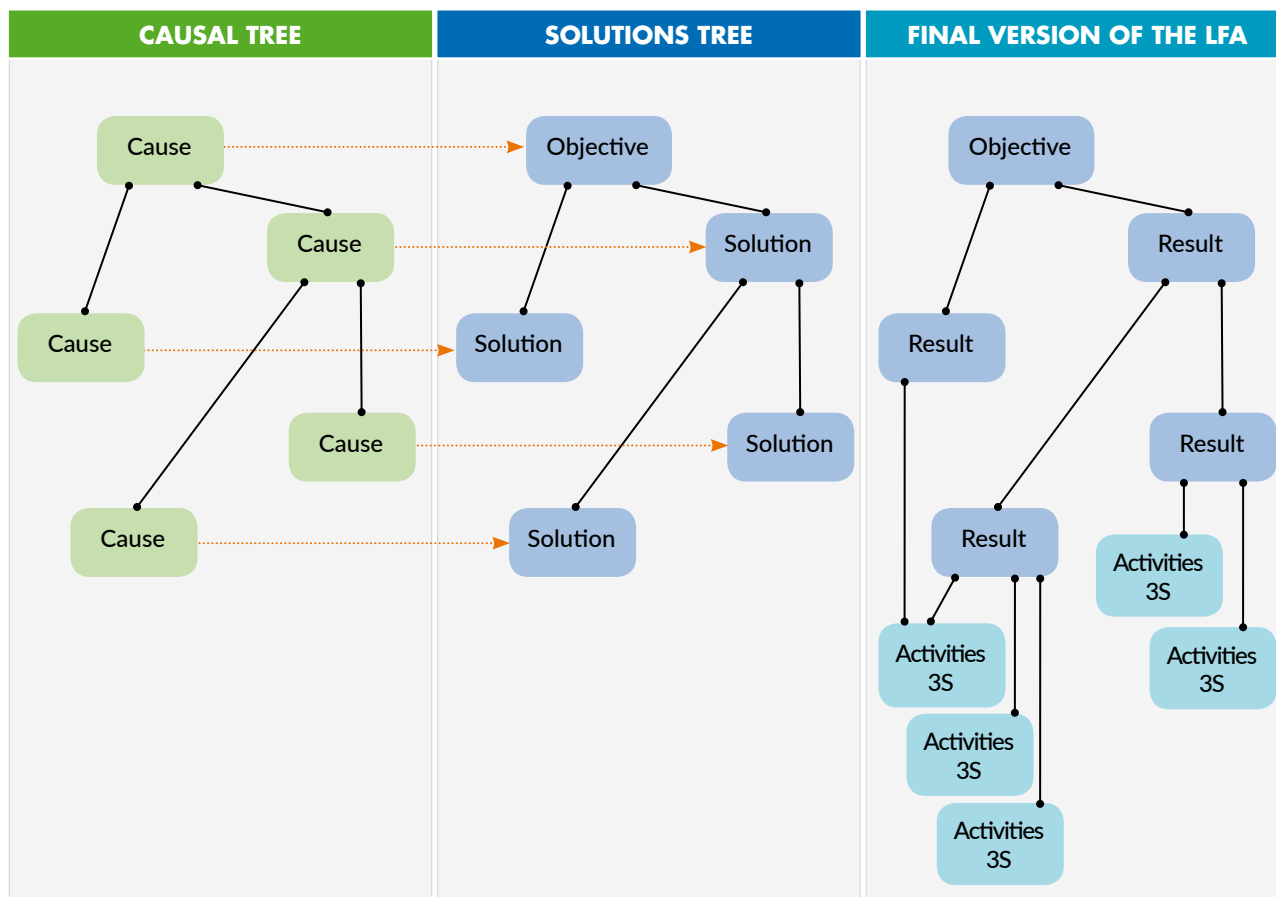 CAUSAL TREE
Cause
Cause
Cause
Cause
Cause
SOLUTIONS TREE
Objective
Solution
Solution
Solution
Solution
FINAL VERSION OF THE LFA
Objective
Result
Result
Result
Result
Activities
3S
Activities
3S
Activities
3S
Activities
3S
Activities
3S